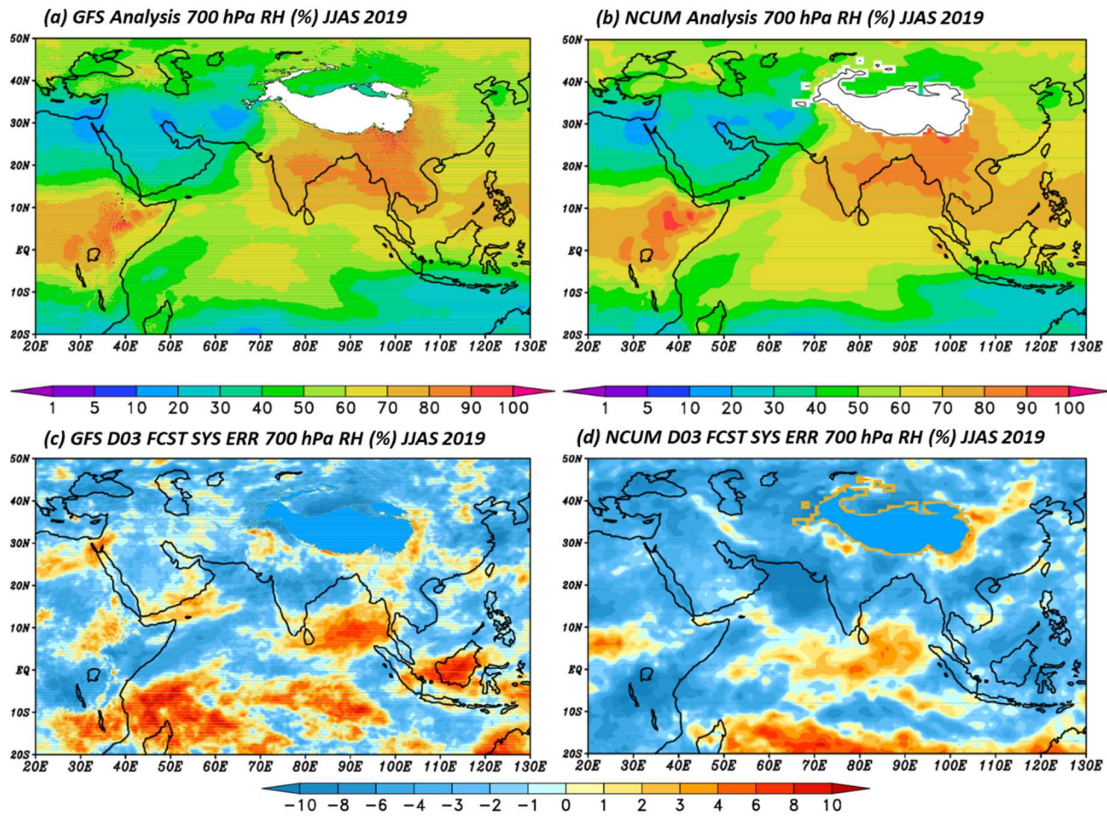 (a) GFS Analysis 700 hPa RH (%) JJAS 2019
50N
40N
30N
20N
10N
EQ
10S
20S
20E 30E 40E 50E 60E 70E 80E 90E 100E 110E 120E 130E
1 5 10 20 30 40 50 60 70 80 90 100
(b) NCUM Analysis 700 hPa RH (%) JJAS 2019
50N
40N
30N
20N
10N
EQ
10S
20S
20E 30E 40E 50E 60E 70E 80E 90E 100E 110E 120E 130E
1 5 10 20 30 40 50 60 70 80 90 100
(c) GFS D03 FCST SYS ERR 700 hPa RH (%) JJAS 2019
50N
40N
30N
20N
10N
EQ
10S
20S
20E 30E 40E 50E 60E 70E 80E 90E 100E 110E 120E 130E
(d) NCUM D03 FCST SYS ERR 700 hPa RH (%) JJAS 2019
50N
40N
30N
20N
10N
EQ
10S
20S
20E 30E 40E 50E 60E 70E 80E 90E 100E 110E 120E 130E
−10 −8 −6 −4 −3 −2 −1 0 1 2 3 4 6 8 10